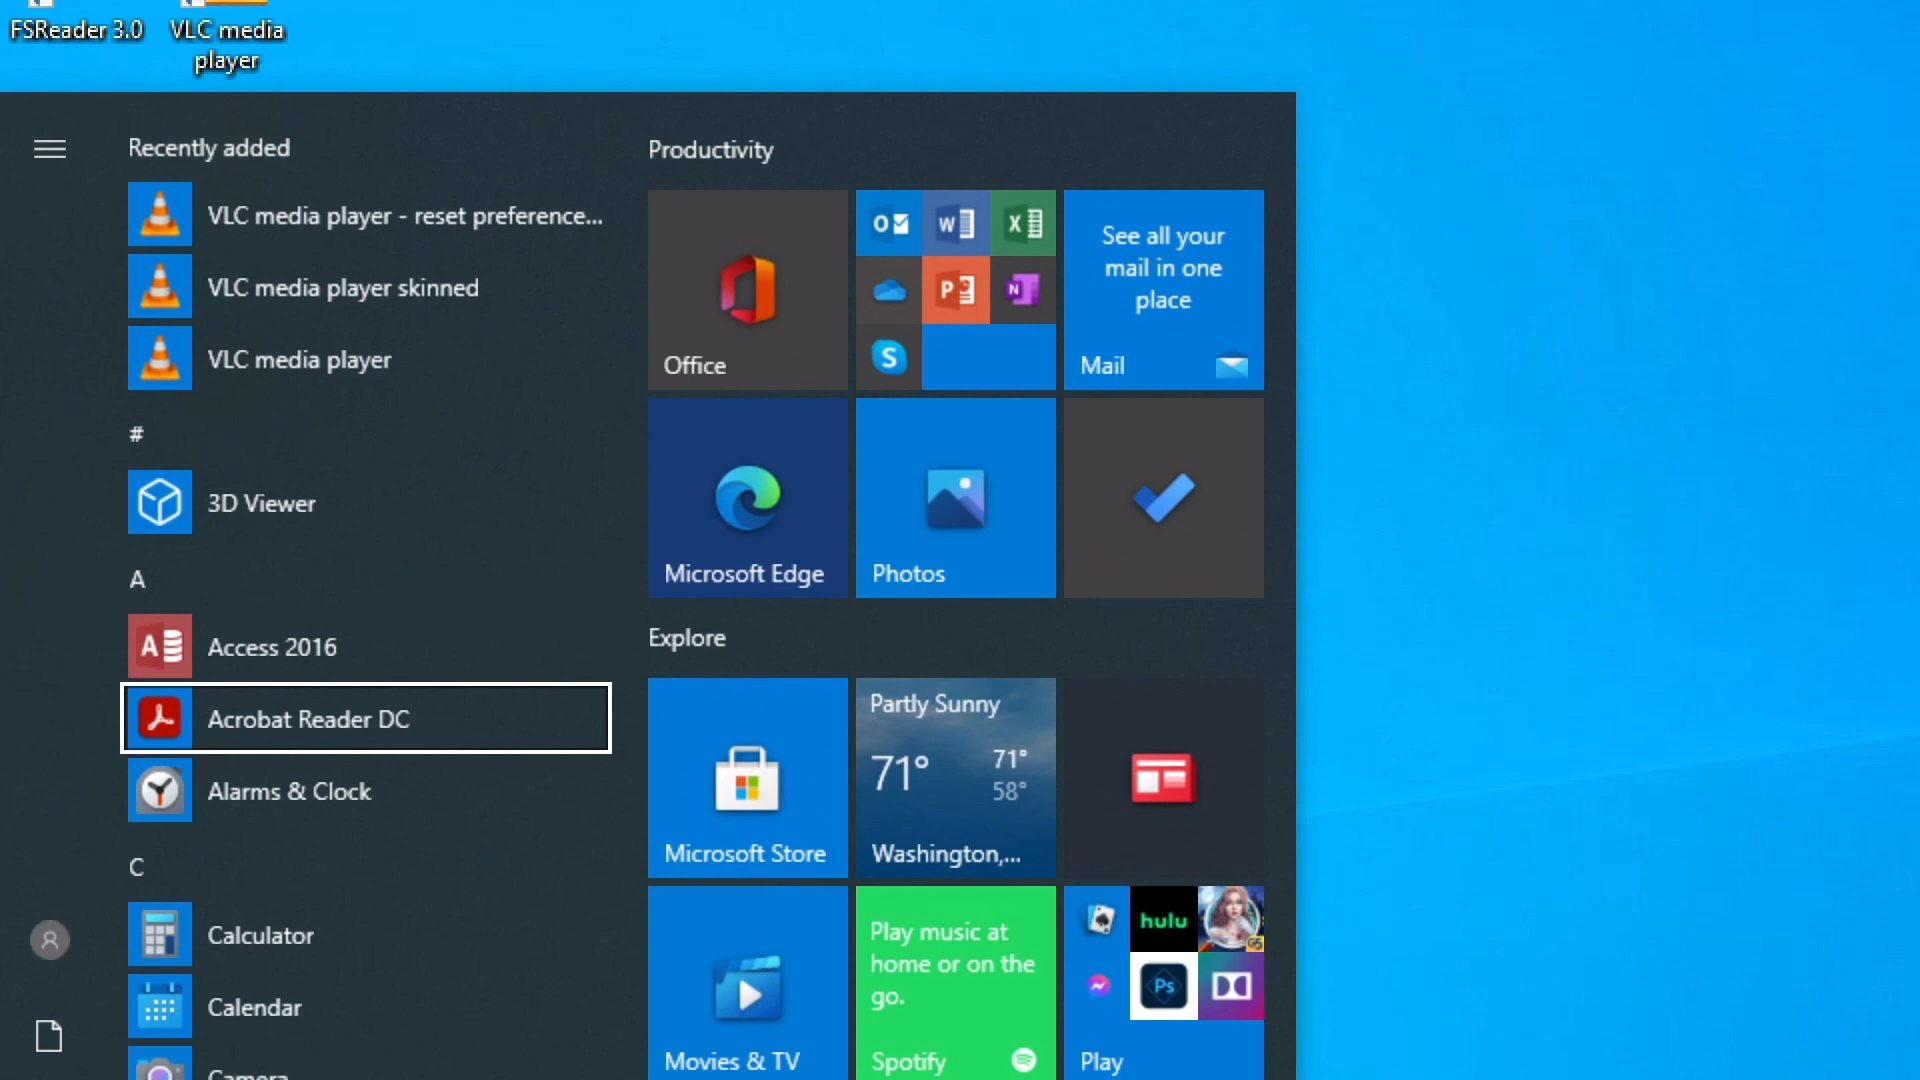 FSReader 3.0
VLC media
player
Recently added
VLC media player - reset preference...
VLC media player skinned
VLC media player
#
3D Viewer
A
Access 2016
Acrobat Reader DC
Alarms & Clock
C
Calculator
Calendar
Camera
Productivity
Office
See all your
mail in one
place
Mail
Microsoft Edge
Photos
Explore
Microsoft Store
Partly Sunny
71°
71°
58°
Washington,...
Movies & TV
Play music at
home or on the
go.
Spotify
hulu
G5
Ps
Play